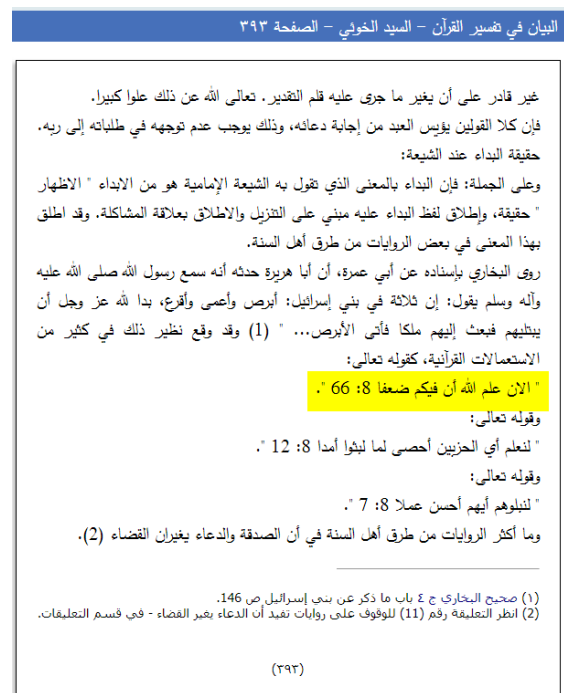 البيان في تفسير القرآن – السيد الخوئي – الصفحة ٣٩٣
غير قادر على أن يغير ما جرى عليه قلم التقدير. تعالى الله عن ذلك علوا كبيرا.
فإن كلا القولين يؤيس العبد من إجابة دعائه، وذلك يوجب عدم توجهه في طلباته إلى ربه.
حقيقة البداء عند الشيعة:
وعلى الجملة: فإن البداء بالمعنى الذي تقول به الشيعة الإمامية هو من الابداء " الاظهار
" حقيقة، وإطلاق لفظ البداء عليه مبني على التنزيل والاطلاق بعلاقة المشاكلة. وقد اطلق
بهذا المعنى في بعض الروايات من طرق أهل السنة.
روى البخاري بإسناده عن أبي عمرة، أن أبا هريرة حدثه أنه سمع رسول الله صلى الله عليه
وآله وسلم يقول: إن ثلاثة في بني إسرائيل: أبرص وأعمى وأقرع، بدا لله عز وجل أن
يبتليهم فبعث إليهم ملكا فأتى الأبرص... " (1) وقد وقع نظير ذلك في كثير من
الاستعمالات القرآنية، كقوله تعالى:
" الان علم الله أن فيكم ضعفا 8: 66 ".
وقوله تعالى:
" لنعلم أي الحزبين أحصى لما لبثوا أمدا 8: 12 ".
وقوله تعالى:
" لنبلوهم أيهم أحسن عملا 8: 7 ".
وما أكثر الروايات من طرق أهل السنة في أن الصدقة والدعاء يغيران القضاء (2).
(١) صحيح البخاري ج ٤ باب ما ذكر عن بني إسرائيل ص 146.
(2) انظر التعليقة رقم (11) للوقوف على روايات تفيد أن الدعاء يغير القضاء - في قسم التعليقات.
(٣٩٣)